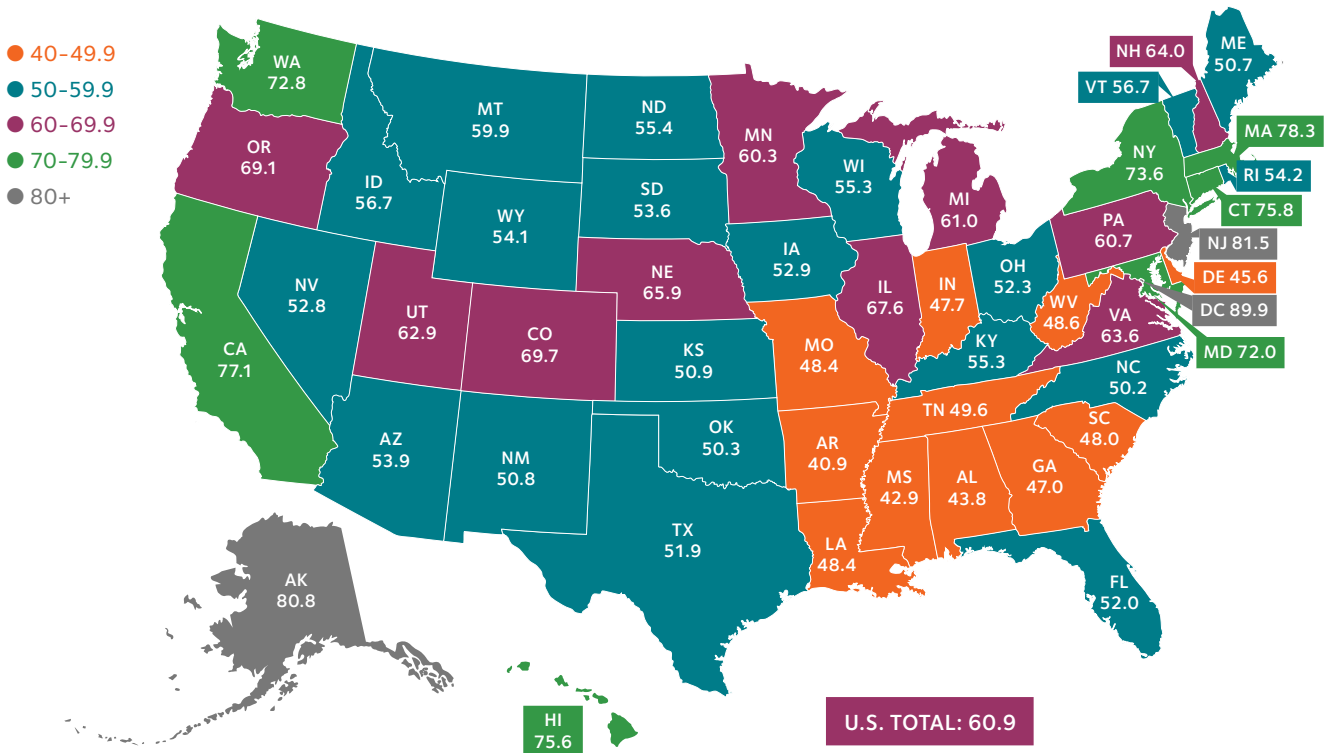 40–49.9
50–59.9
60–69.9
70–79.9
80+
WA
72.8
OR
69.1
CA
77.1
ID
56.7
NV
52.8
MT
59.9
WY
54.1
UT
62.9
CO
69.7
AZ
53.9
NM
50.8
ND
55.4
SD
53.6
NE
65.9
KS
50.9
OK
50.3
TX
51.9
MN
60.3
IA
52.9
MO
48.4
AR
40.9
LA
48.4
WI
55.3
IL
67.6
MI
61.0
IN
47.7
OH
52.3
KY
55.3
TN 49.6
MS
42.9
AL
43.8
GA
47.0
FL
52.0
SC
48.0
NC
50.2
VA
63.6
WV
48.6
PA
60.7
NY
73.6
VT 56.7
NH 64.0
ME
50.7
MA 78.3
RI 54.2
CT 75.8
NJ 81.5
DE 45.6
DC 89.9
MD 72.0
AK
80.8
HI
75.6
U.S. TOTAL: 60.9